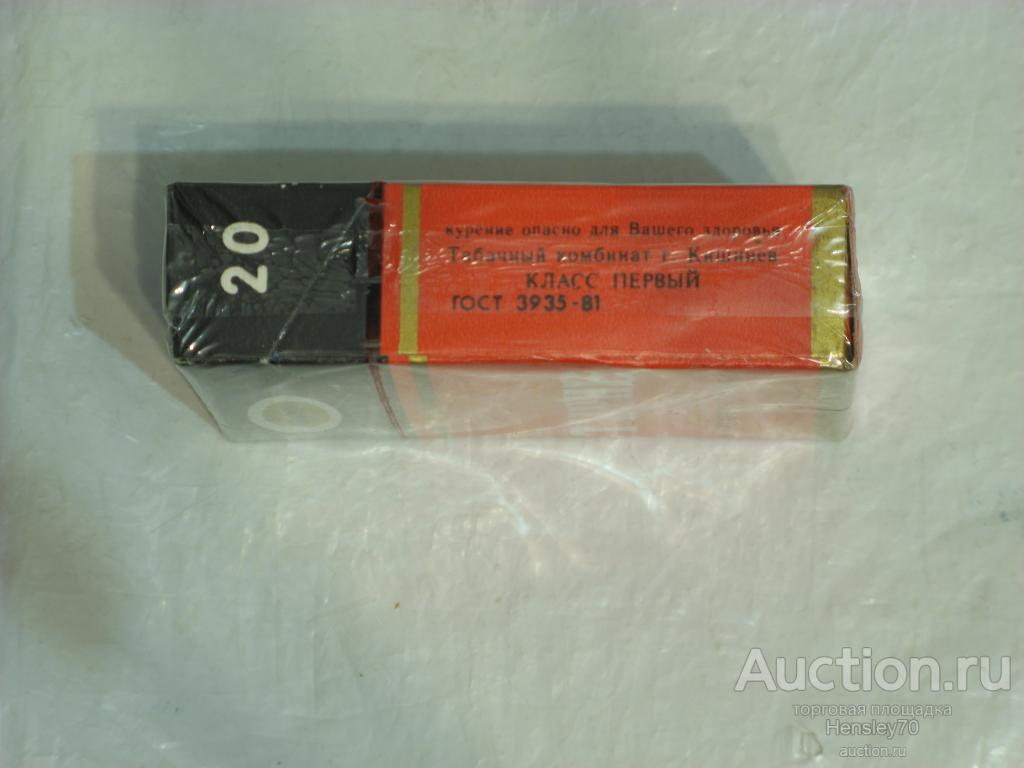 20
курение опасно для Вашего здоровья
Табачный комбинат г. Кишинев
КЛАСС ПЕРВЫЙ
ГОСТ 3935-81
Auction.ru
торговая площадка
Hensley70
auction.ru